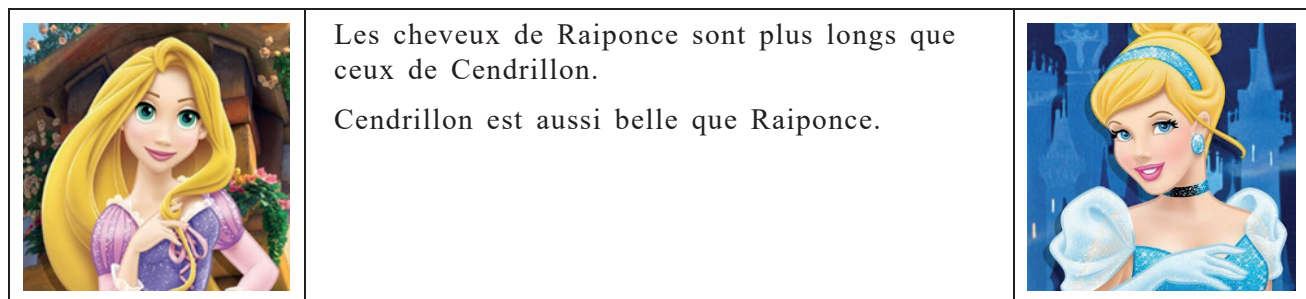 Les cheveux de Raiponce sont plus longs que
ceux de Cendrillon.
Cendrillon est aussi belle que Raiponce.